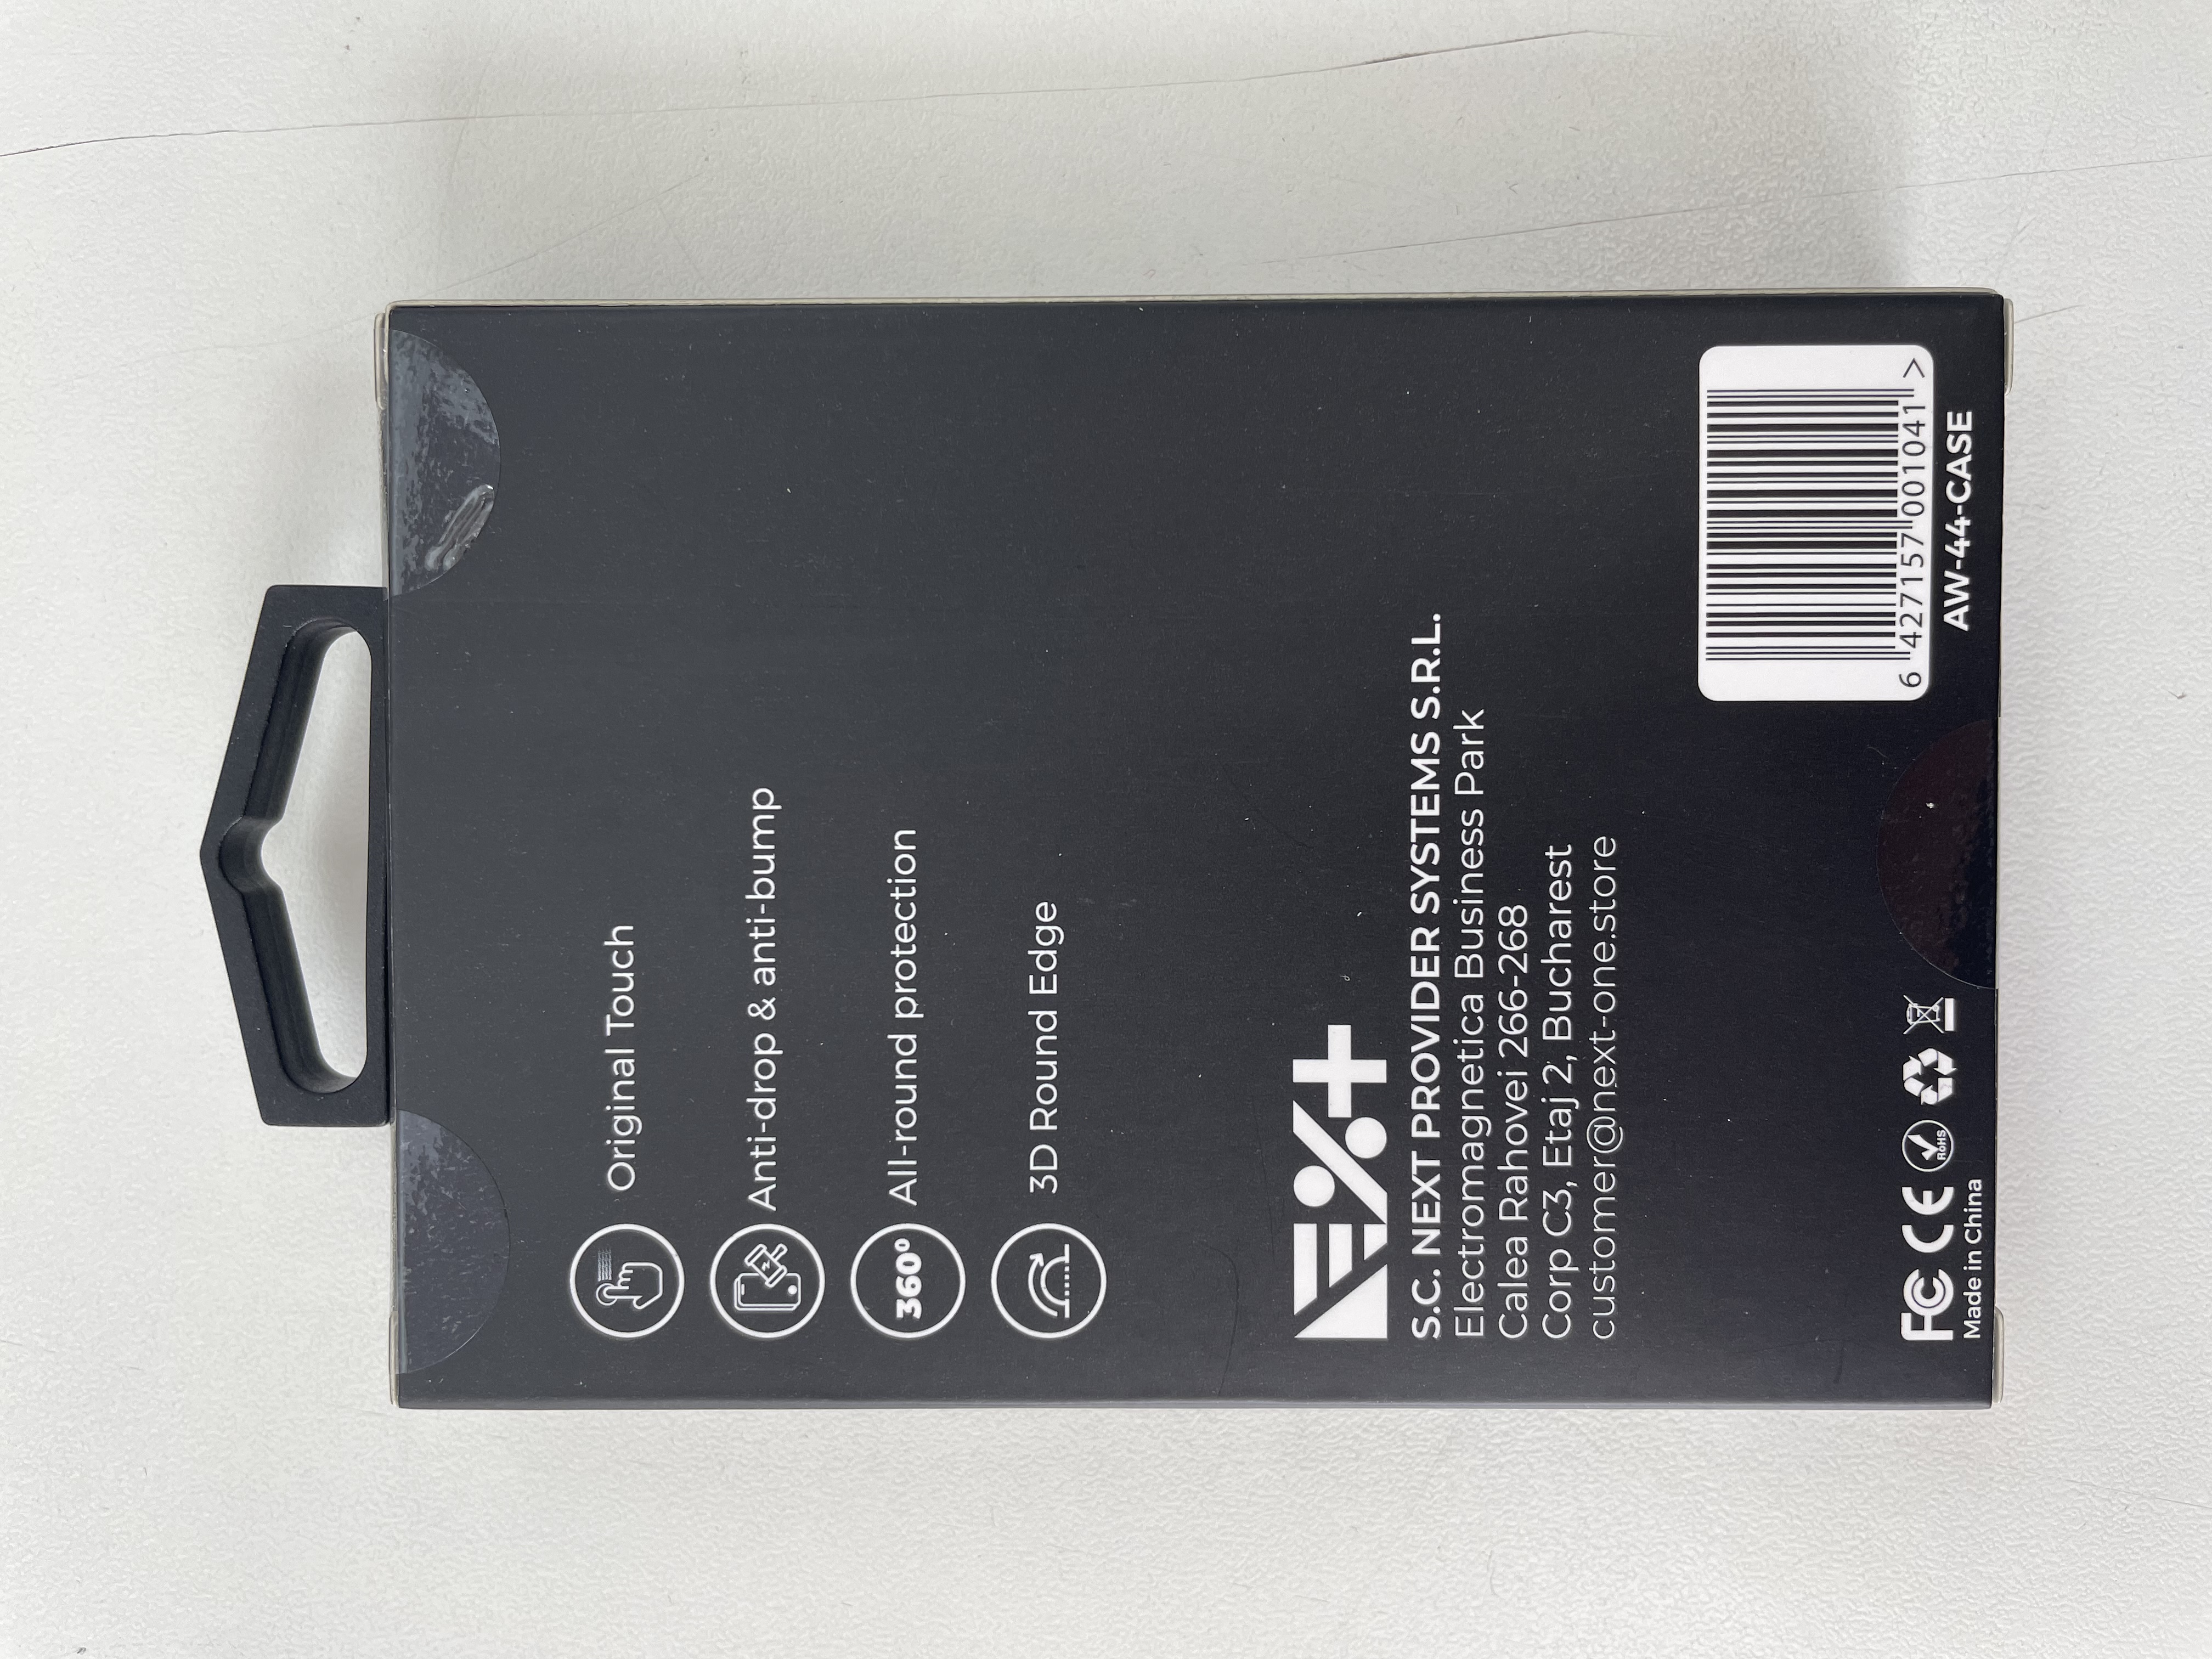 Original Touch
Anti-drop & anti-bump
360°
All-round protection
3D Round Edge
S.C. NEXT PROVIDER SYSTEMS S.R.L.
Electromagnetica Business Park
Calea Rahovei 266-268
Corp C3, Etaj 2, Bucharest
customer@next-one.store
FC CE RoHS
Made in China
6 427157 001041 >
AW-44-CASE